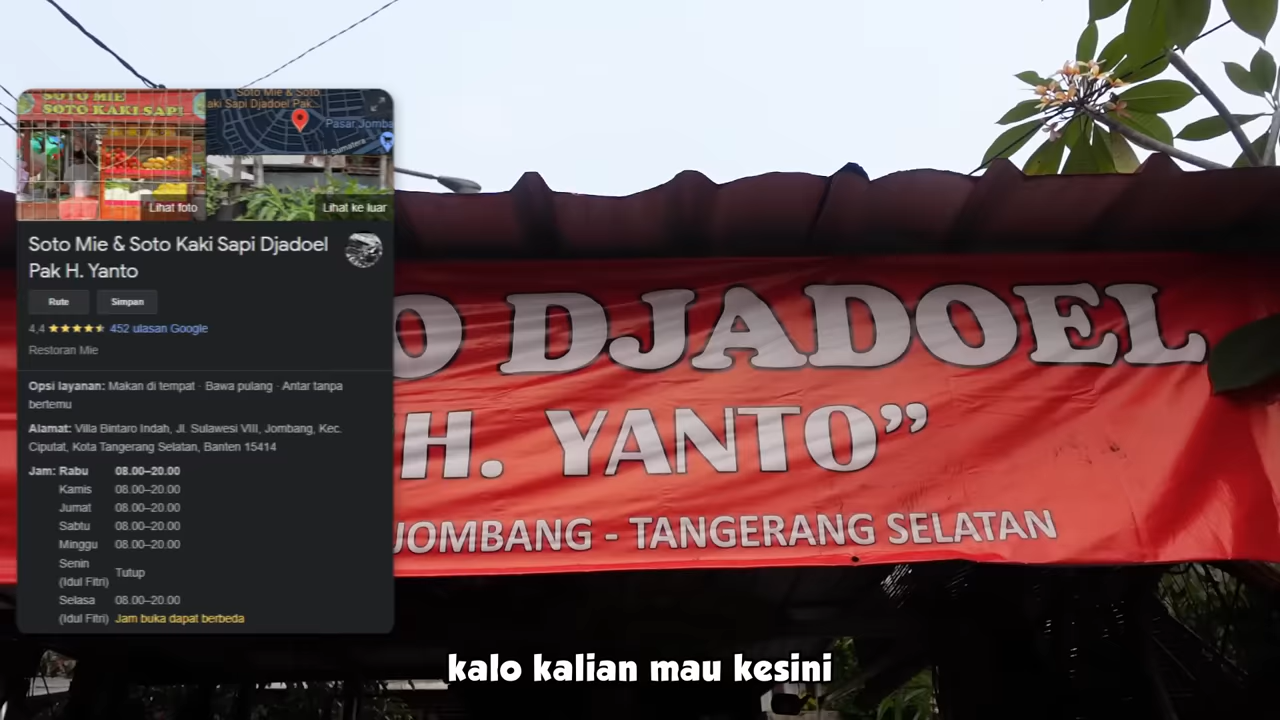 SOTO MIE
SOTO KAKI SAPI
Soto Mie & Soto
aki Sapi Djadoel Pak...
Pasar Jomba
Jl. Sumatera
Lihat foto
Lihat ke luar
Soto Mie & Soto Kaki Sapi Djadoel
Pak H. Yanto
Rute Simpan
4,4 452 ulasan Google
Restoran Mie
Opsi layanan: Makan di tempat · Bawa pulang · Antar tanpa
bertemu
Alamat: Villa Bintaro Indah, Jl. Sulawesi VIII, Jombang, Kec.
Ciputat, Kota Tangerang Selatan, Banten 15414
Jam: Rabu 08.00–20.00
Kamis 08.00–20.00
Jumat 08.00–20.00
Sabtu 08.00–20.00
Minggu 08.00–20.00
Senin
(Idul Fitri) Tutup
Selasa 08.00–20.00
(Idul Fitri) Jam buka dapat berbeda
O DJADOEL
H. YANTO”
JOMBANG - TANGERANG SELATAN
kalo kalian mau kesini